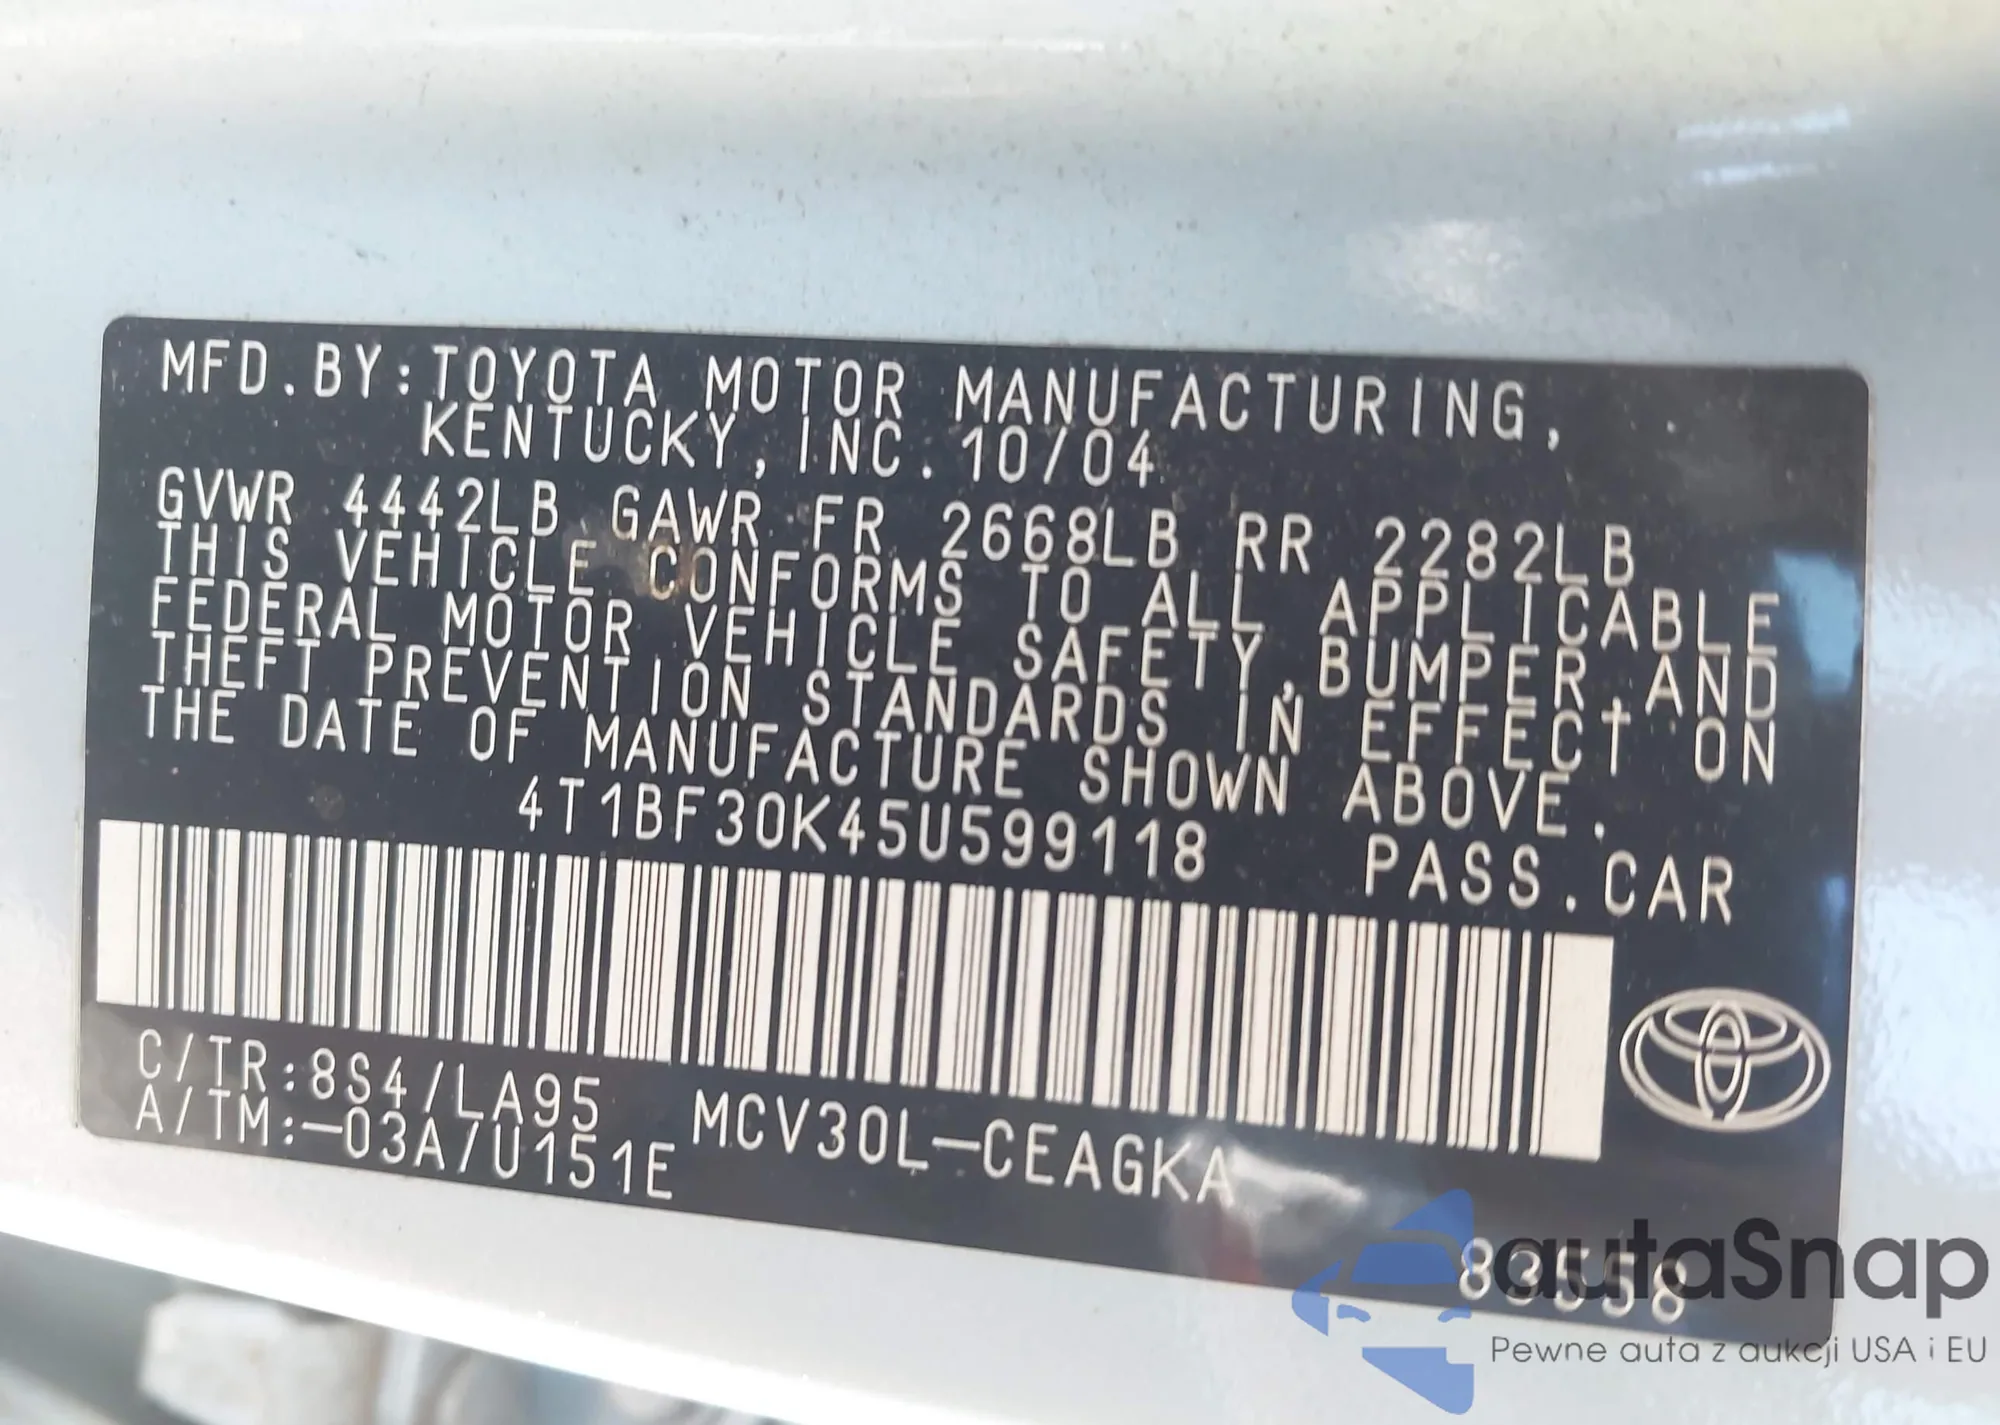 MFD.BY:TOYOTA MOTOR MANUFACTURING,
KENTUCKY, INC. 10/04
GVWR 4442LB GAWR FR 2668LB RR 2282LB
THIS VEHICLE CONFORMS TO ALL APPLICABLE
FEDERAL MOTOR VEHICLE SAFETY, BUMPER, AND
THEFT PREVENTION STANDARDS IN EFFECT ON
THE DATE OF MANUFACTURE SHOWN ABOVE.
4T1BF30K45U599118 PASS.CAR
C/TR:8S4/LA95 MCV30L-CEAGKA
A/TM:-03A/U151E
83558
autaSnap
Pewne auta z aukcji USA i EU